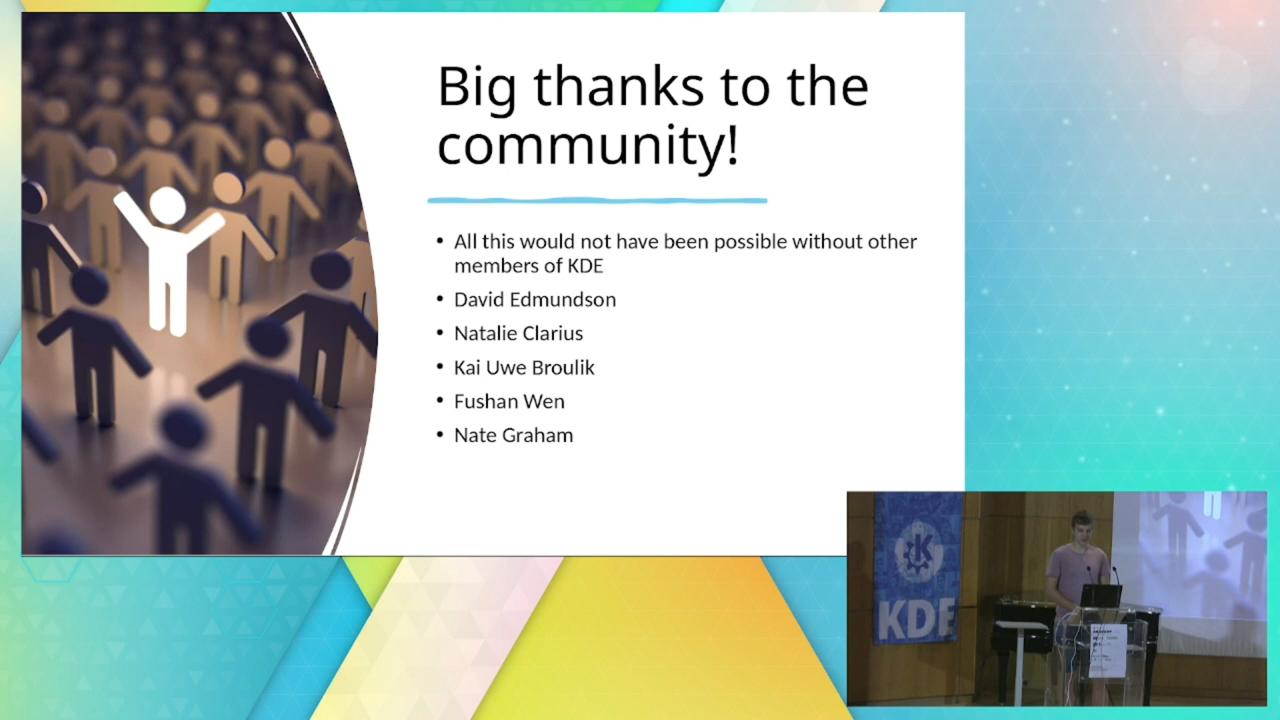 Big thanks to the
community!
• All this would not have been possible without other
members of KDE
• David Edmundson
• Natalie Clarius
• Kai Uwe Broulik
• Fushan Wen
• Nate Graham
KDE